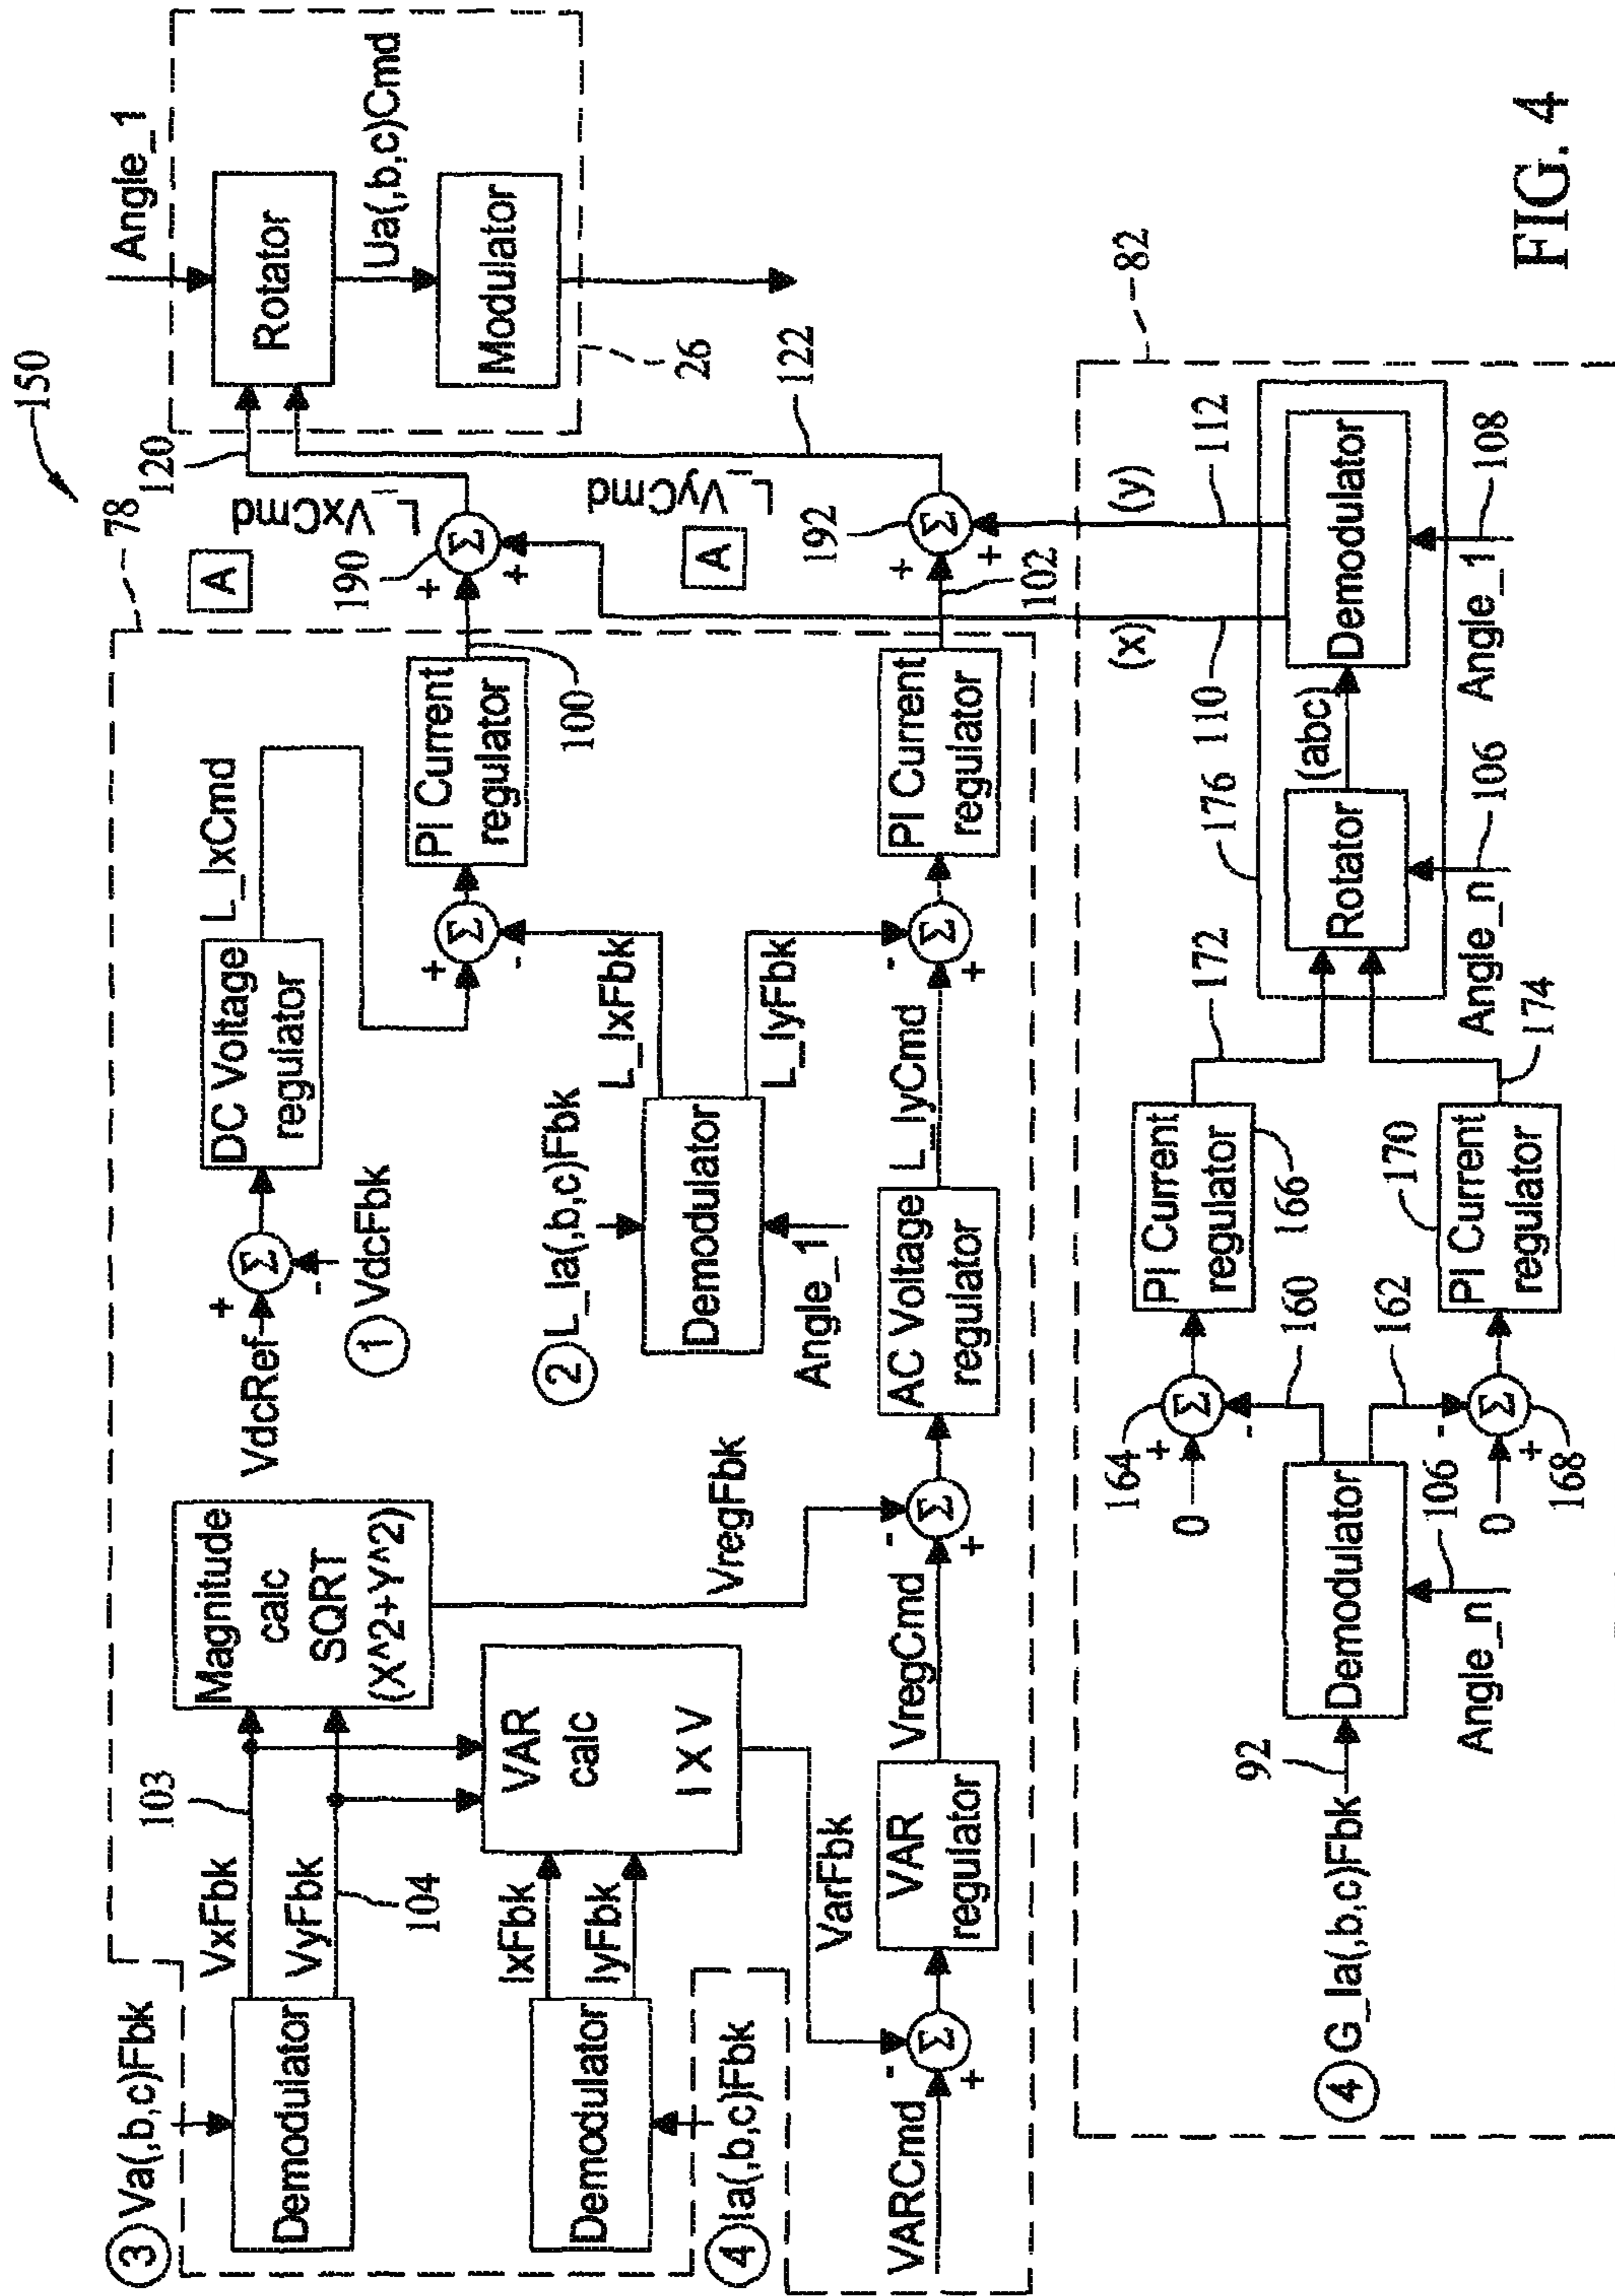 150
78
3
Va(,b,c)Fbk
Demodulator
VxFbk
VyFbk
103
104
Magnitude
calc
SQRT
(X^2+Y^2)
VdcRef
+
-
Σ
1
VdcFbk
DC Voltage
regulator
L_IxCmd
A
L_VxCmd
120
Angle_1
Rotator
Ua(,b,c)Cmd
Modulator
26
Demodulator
IxFbk
IyFbk
4
Ia(,b,c)Fbk
VAR
calc
I X V
VarFbk
VregFbk
2
L_Ia(,b,c)Fbk
Demodulator
Angle_1
L_IxFbk
L_IyFbk
+
-
Σ
PI Current
regulator
100
190
+
+
Σ
A
L_VyCmd
122
VARCmd
-
+
Σ
VAR
regulator
VregCmd
-
+
Σ
AC Voltage
regulator
L_IyCmd
-
+
Σ
PI Current
regulator
102
192
+
+
Σ
82
(x)
(y)
110
112
4
G_Ia(,b,c)Fbk
92
Demodulator
Angle_n
106
164
0
+
-
Σ
160
162
0
-
+
Σ
168
PI Current
regulator
166
170
PI Current
regulator
172
174
176
Rotator
(abc)
Demodulator
Angle_n
106
Angle_1
108
FIG. 4